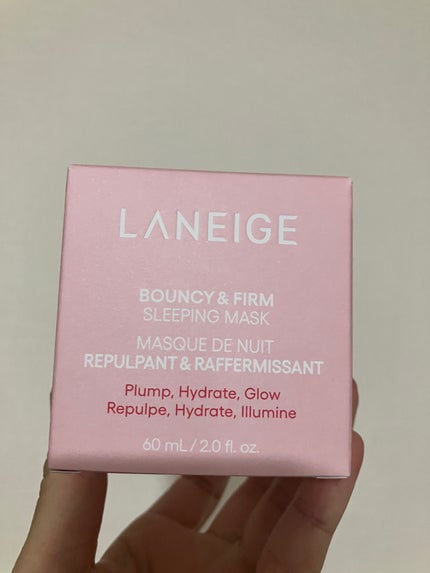 LANEIGE
BOUNCY & FIRM
SLEEPING MASK
MASQUE DE NUIT
REPULPANT & RAFFERMISSANT
Plump, Hydrate, Glow
Repulpe, Hydrate, Illumine
60 mL / 2.0 fl. oz.